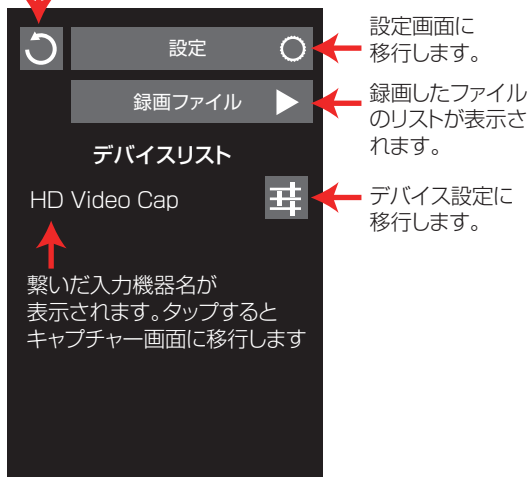 設定
設定画面に
移行します。
録画ファイル
録画したファイル
のリストが表示さ
れます。
デバイスリスト
HD Video Cap
デバイス設定に
移行します。
繋いだ入力機器名が
表示されます。タップすると
キャプチャー画面に移行します